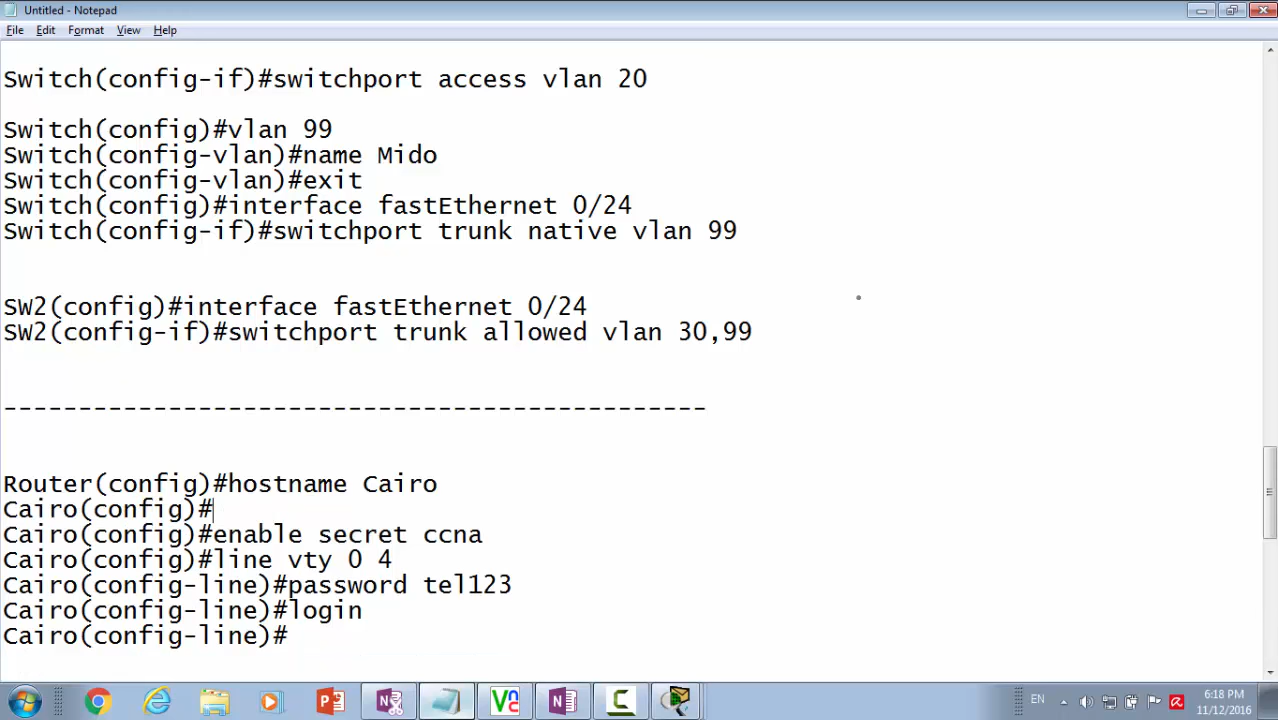 Untitled - Notepad
File Edit Format View Help
Switch(config-if)#switchport access vlan 20
Switch(config)#vlan 99
Switch(config-vlan)#name Mido
Switch(config-vlan)#exit
Switch(config)#interface fastEthernet 0/24
Switch(config-if)#switchport trunk native vlan 99
SW2(config)#interface fastEthernet 0/24
SW2(config-if)#switchport trunk allowed vlan 30,99
-----------------------------------------------
Router(config)#hostname Cairo
Cairo(config)#
Cairo(config)#enable secret ccna
Cairo(config)#line vty 0 4
Cairo(config-line)#password tel123
Cairo(config-line)#login
Cairo(config-line)#
EN
6:18 PM
11/12/2016